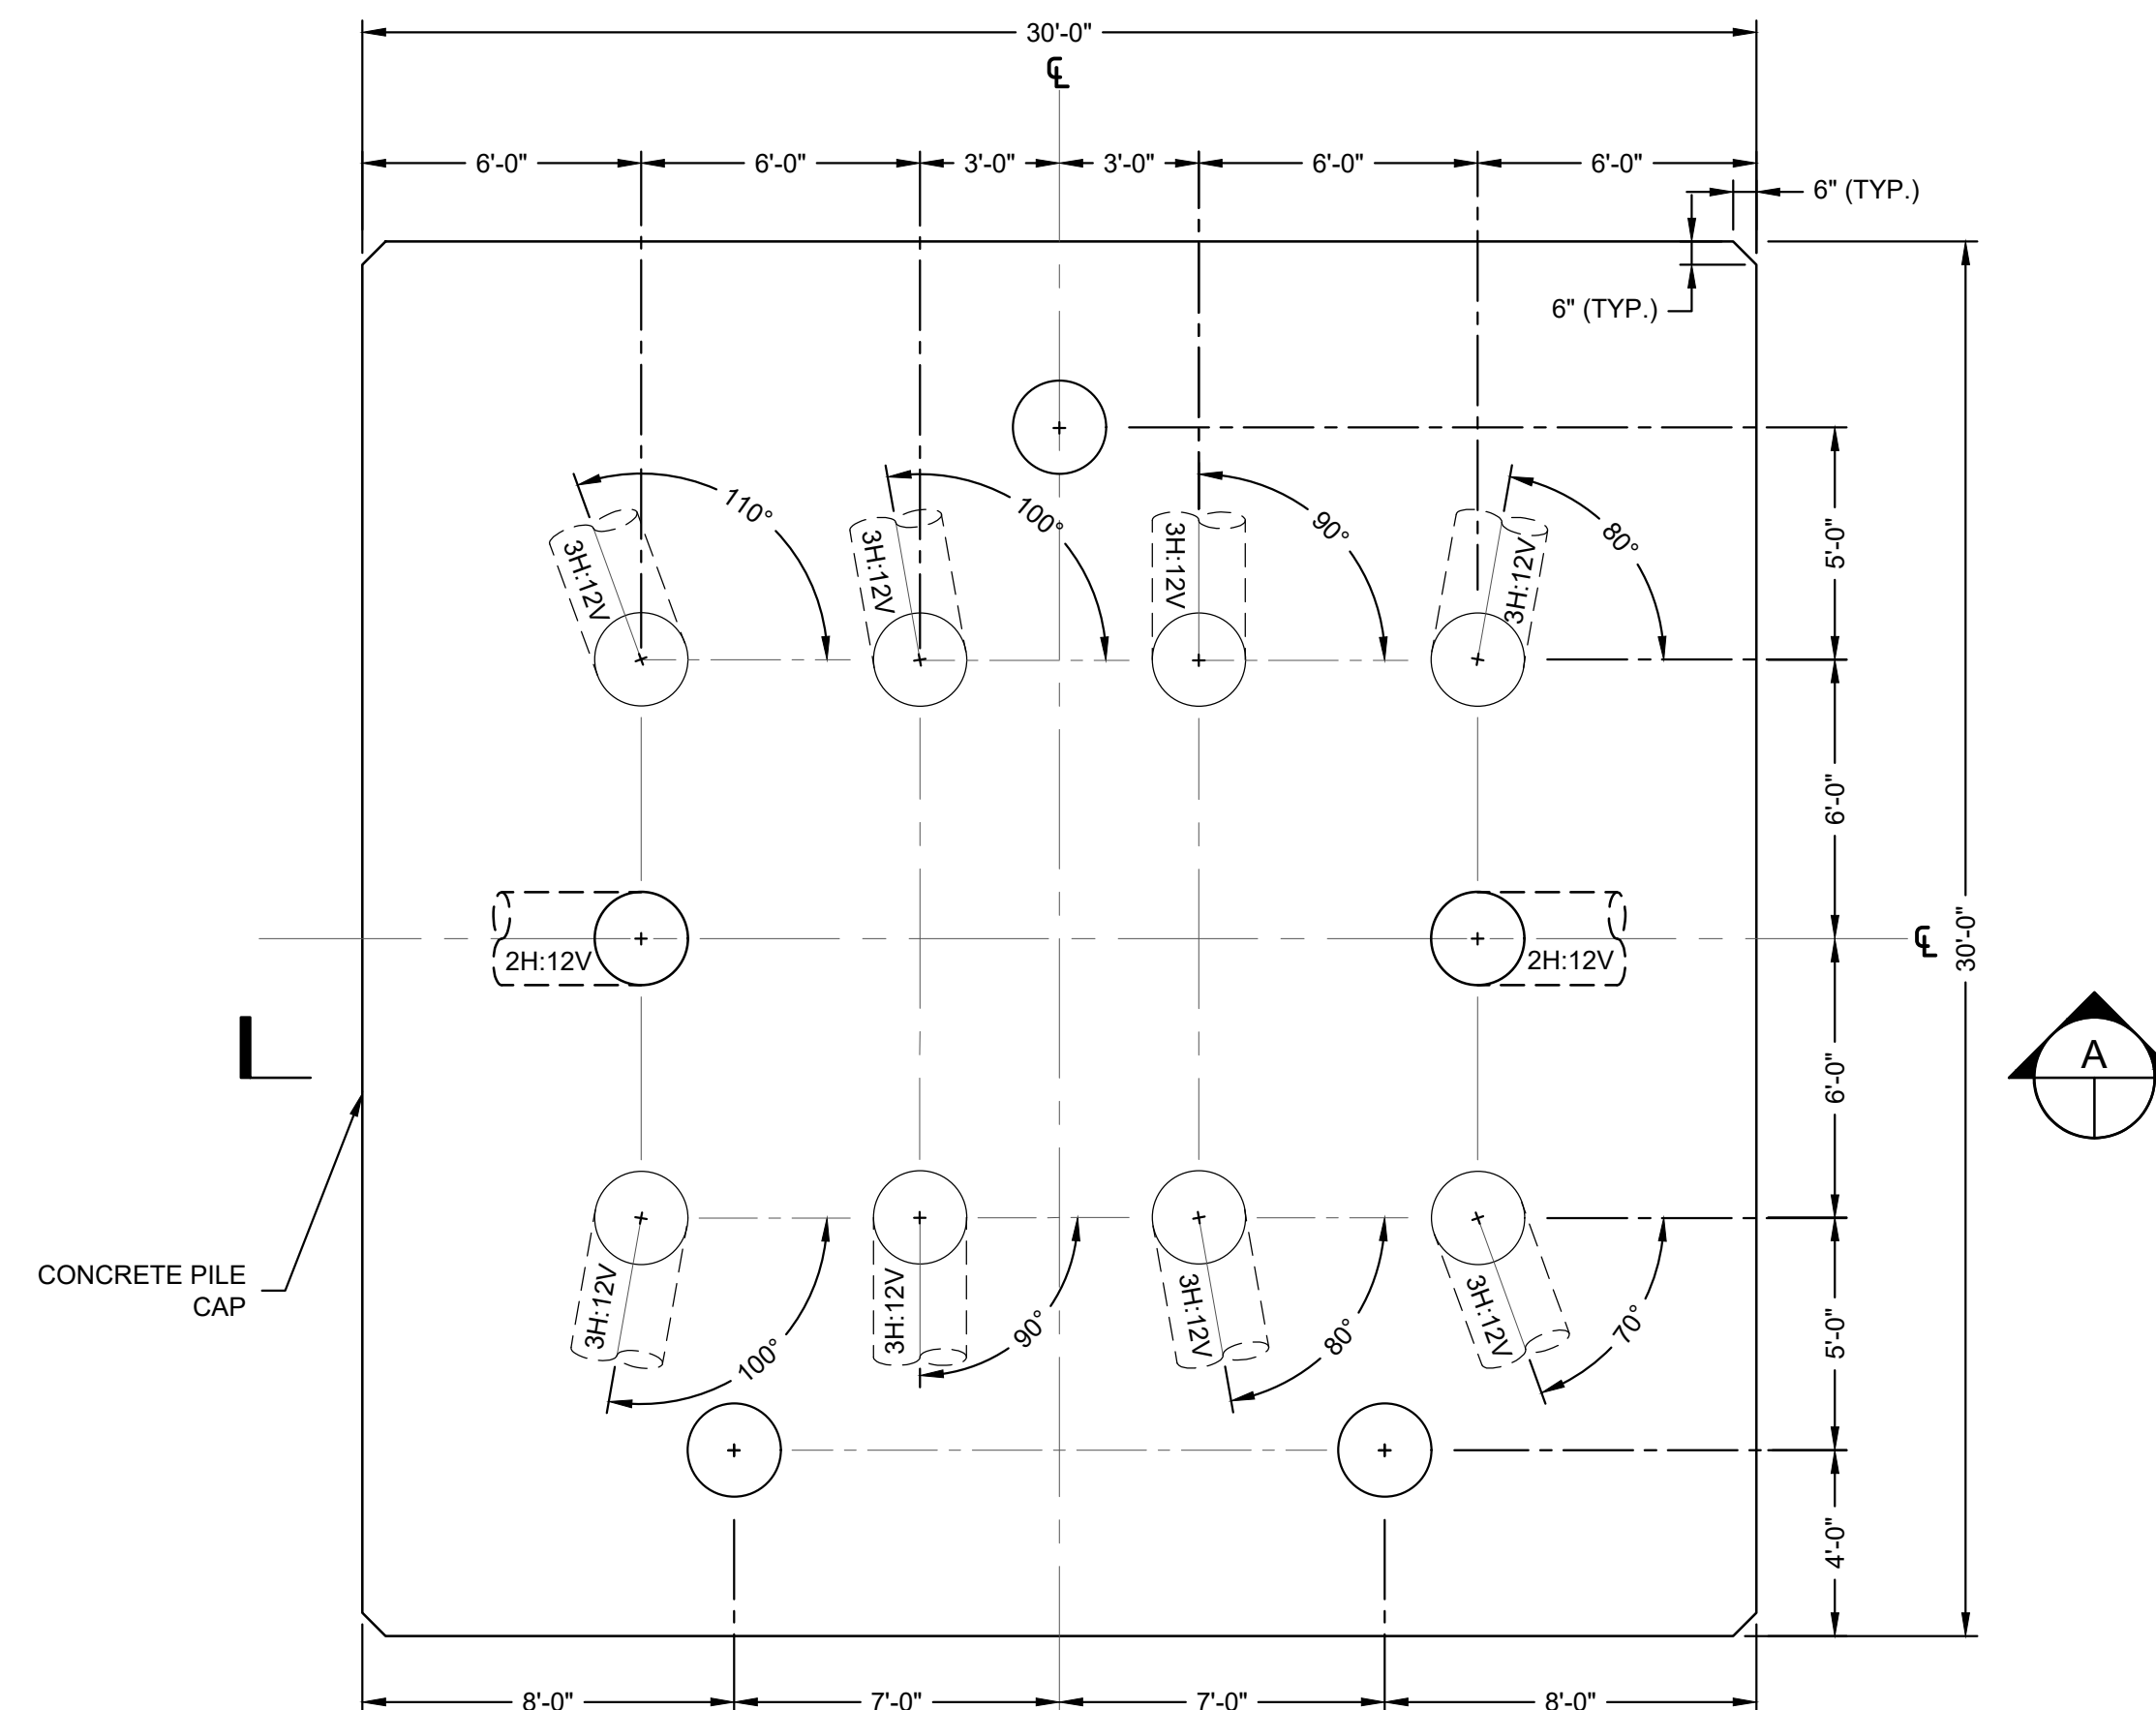 30'-0"
℄
6'-0" 6'-0" 3'-0" 3'-0" 6'-0" 6'-0"
6" (TYP.)
6" (TYP.)
110° 100° 90° 80°
5'-0"
3H:12V 3H:12V 3H:12V 3H:12V
6'-0"
2H:12V 2H:12V
℄
30'-0"
A
6'-0"
CONCRETE PILE
CAP
3H:12V 3H:12V 3H:12V 3H:12V
100° 90° 80° 70°
5'-0"
4'-0"
8'-0" 7'-0" 7'-0" 8'-0"